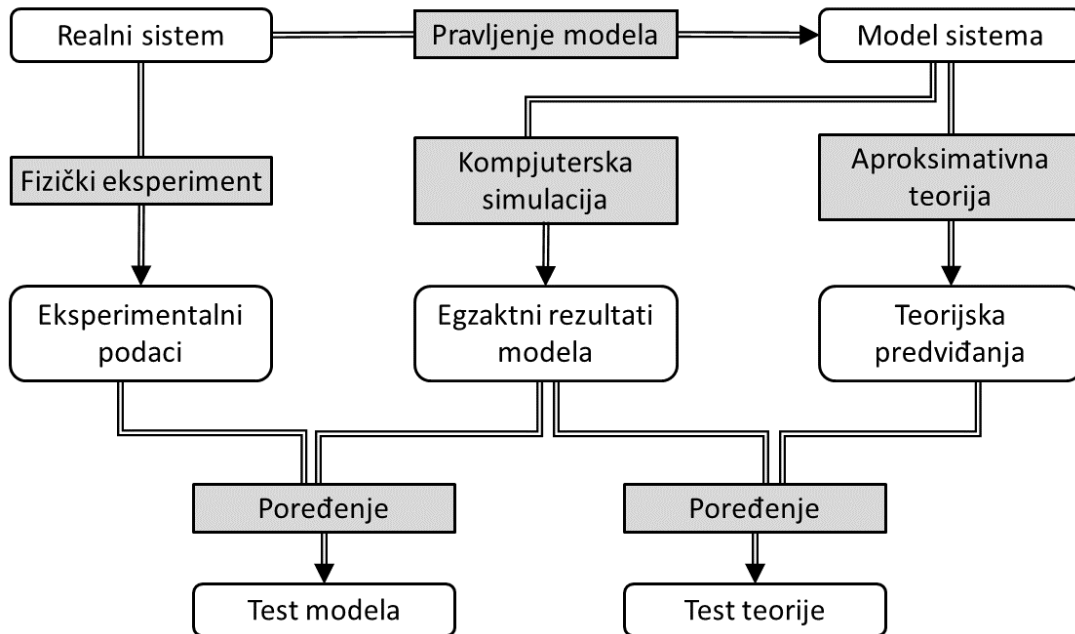 Realni sistem
Pravljenje modela
Model sistema
Fizički eksperiment
Kompjuterska
simulacija
Aproksimativna
teorija
Eksperimentalni
podaci
Egzaktni rezultati
modela
Teorijska
predviđanja
Poređenje
Poređenje
Test modela
Test teorije